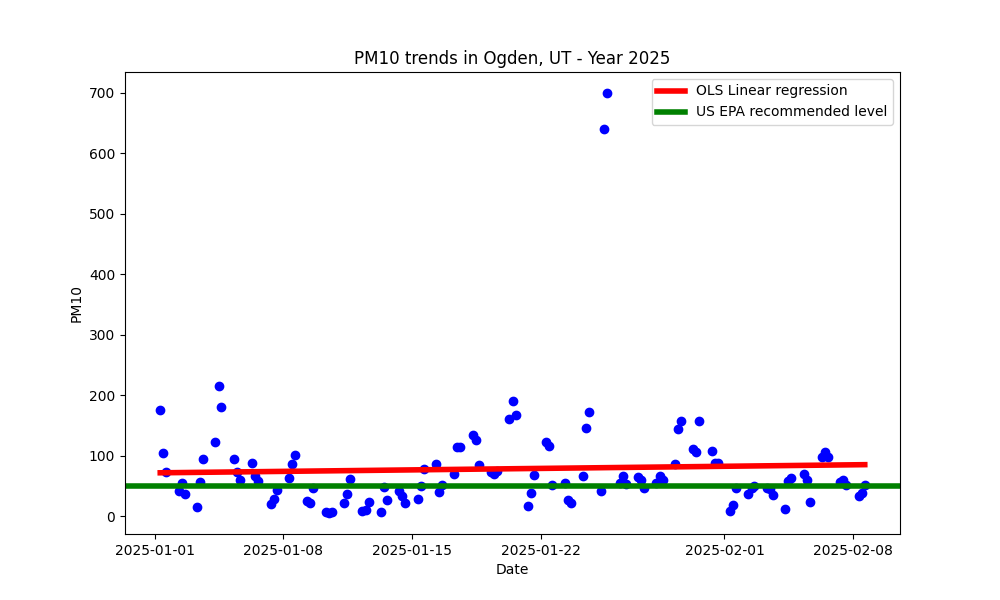 PM10 trends in Ogden, UT - Year 2025
OLS Linear regression
US EPA recommended level
700
600
500
400
300
200
100
0
PM10
2025-01-01
2025-01-08
2025-01-15
2025-01-22
2025-02-01
2025-02-08
Date